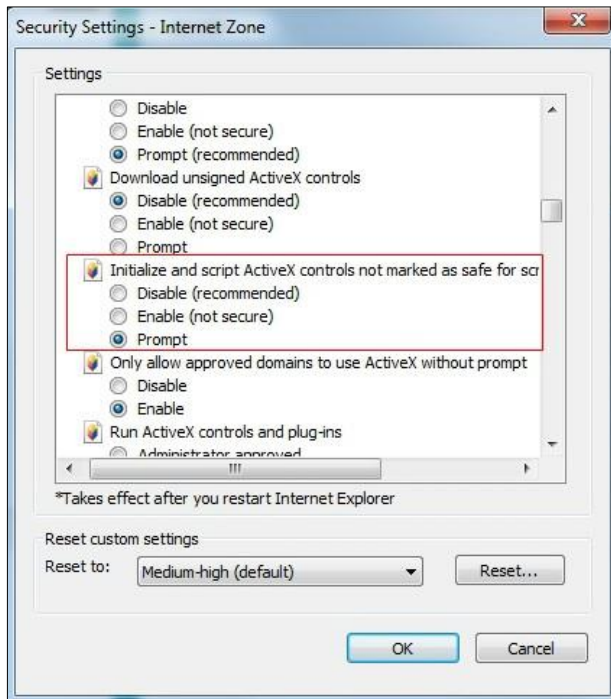 Security Settings - Internet Zone
Settings
Disable
Enable (not secure)
Prompt (recommended)
Download unsigned ActiveX controls
Disable (recommended)
Enable (not secure)
Prompt
Initialize and script ActiveX controls not marked as safe for scr
Disable (recommended)
Enable (not secure)
Prompt
Only allow approved domains to use ActiveX without prompt
Disable
Enable
Run ActiveX controls and plug-ins
Administrator approved
*Takes effect after you restart Internet Explorer
Reset custom settings
Reset to: Medium-high (default) Reset...
OK Cancel